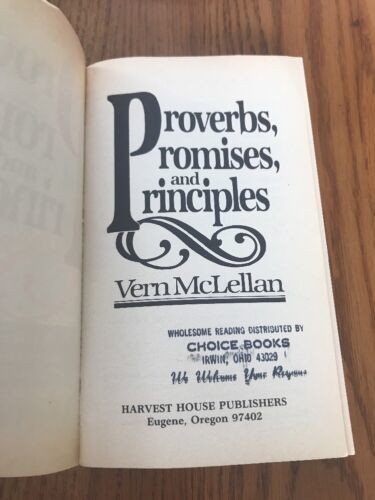 Proverbs,
Promises,
and
Principles
Vern McLellan
WHOLESOME READING DISTRIBUTED BY
CHOICE BOOKS
IRWIN, OHIO 43029
We Welcome Your
HARVEST HOUSE PUBLISHERS
Eugene, Oregon 97402